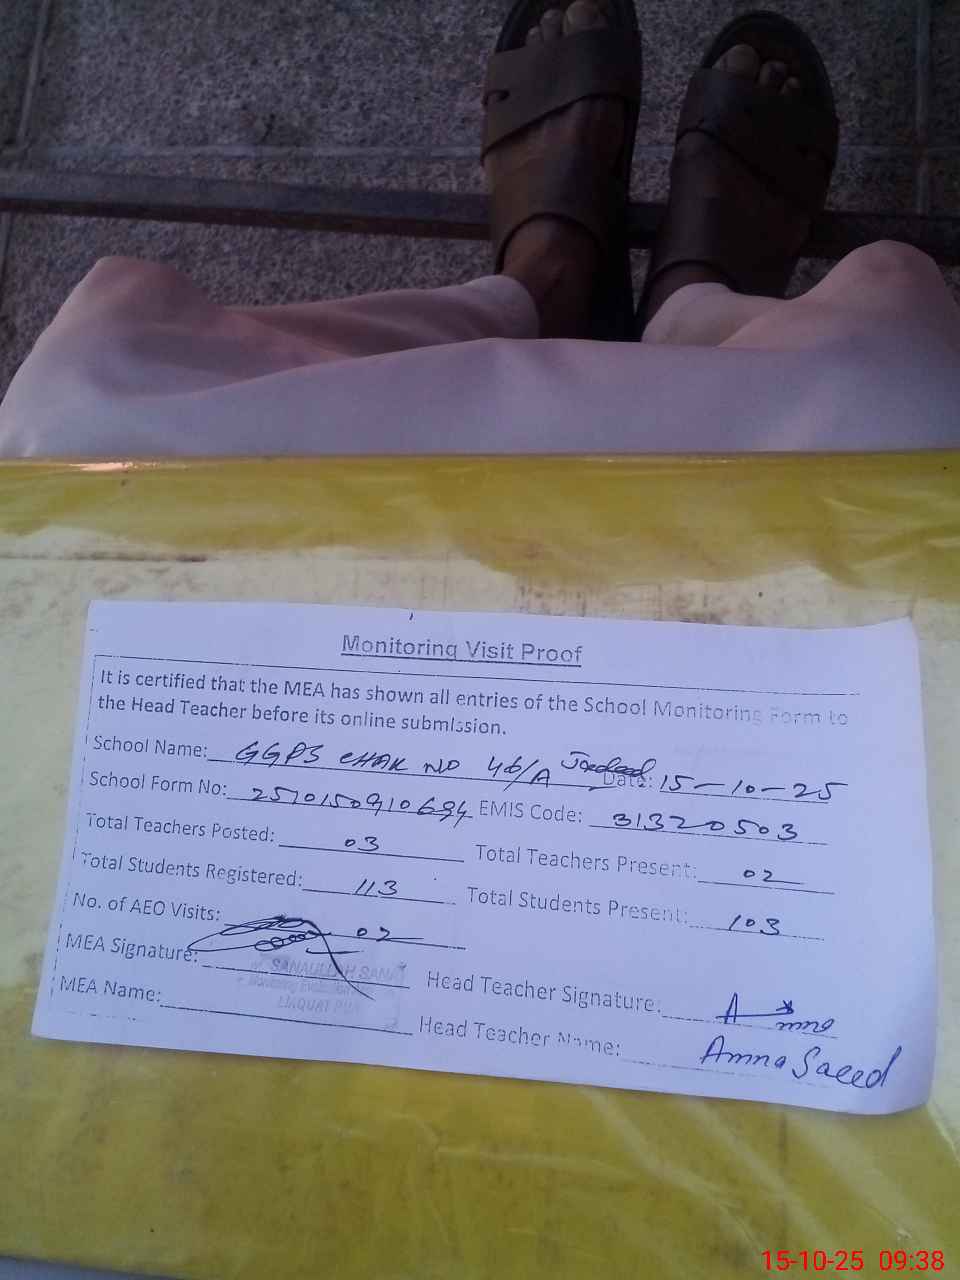 Monitoring Visit Proof
It is certified that the MEA has shown all entries of the School Monitoring Form to
the Head Teacher before its online submission.
School Name: GGPS CHAK NO 46/A Jadeed Date: 15-10-25
School Form No: 2510150910694 EMIS Code: 31320503
Total Teachers Posted: 03 Total Teachers Present: 02
Total Students Registered: 113 Total Students Present: 103
No. of AEO Visits: 02
MEA Signature: Head Teacher Signature: Amna
SANAULLAH
LIAQUAT PUR
MEA Name: Head Teacher Name: Amna Saeed
15-10-25 09:38